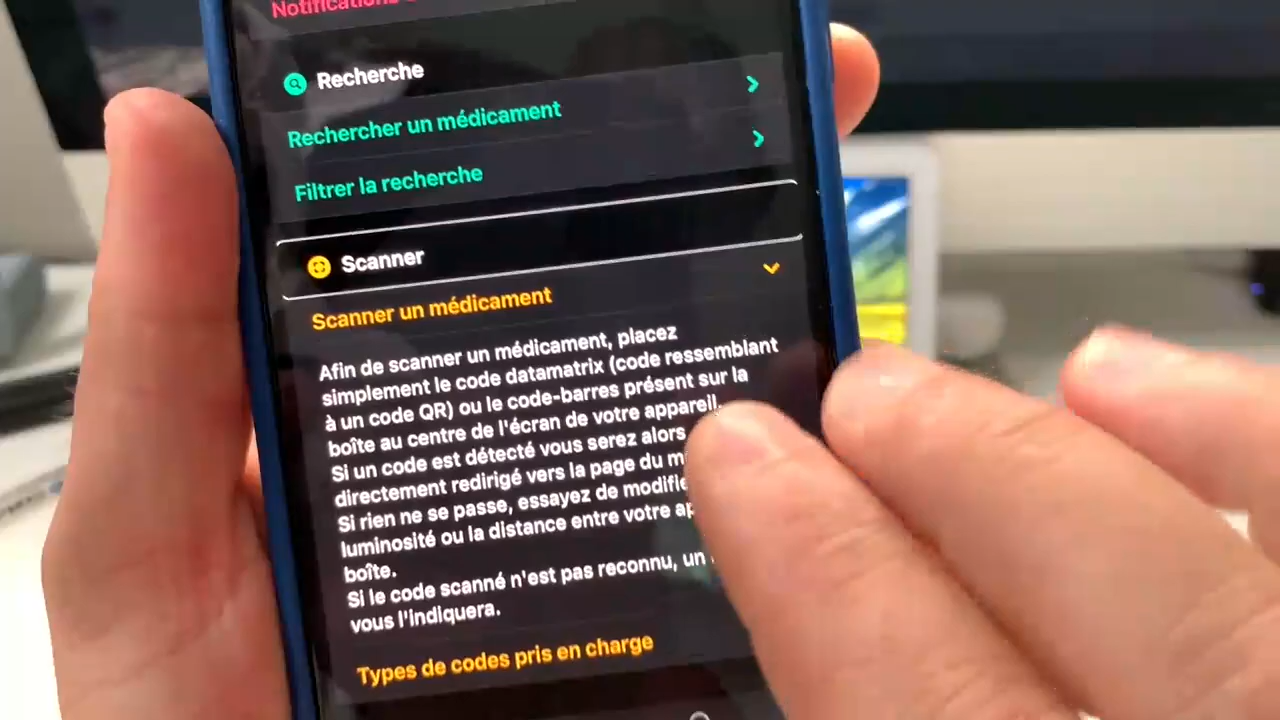 Notifications
Recherche
Rechercher un médicament
Filtrer la recherche
Scanner
Scanner un médicament
Afin de scanner un médicament, placez
simplement le code datamatrix (code ressemblant
à un code QR) ou le code-barres présent sur la
boîte au centre de l'écran de votre appareil.
Si un code est détecté vous serez alors
directement redirigé vers la page du
Si rien ne se passe, essayez de
luminosité ou la distance entre votre
boîte.
Si le code scanné n'est pas reconnu, un
vous l'indiquera.
Types de codes pris en charge